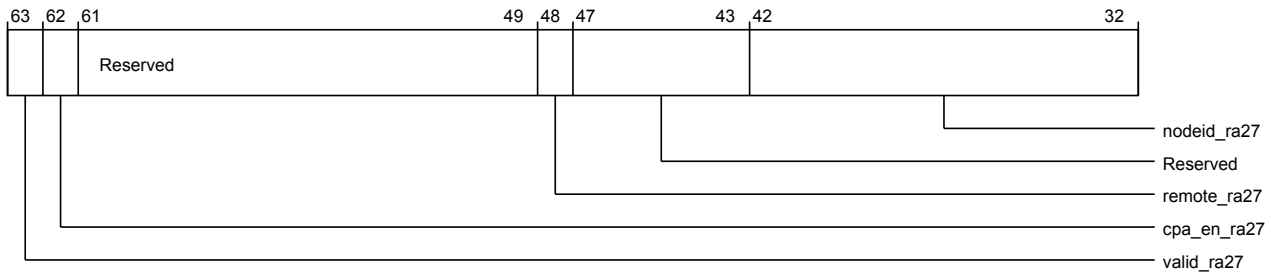 63 62 61 49 48 47 43 42 32
Reserved
nodeid_ra27
Reserved
remote_ra27
cpa_en_ra27
valid_ra27